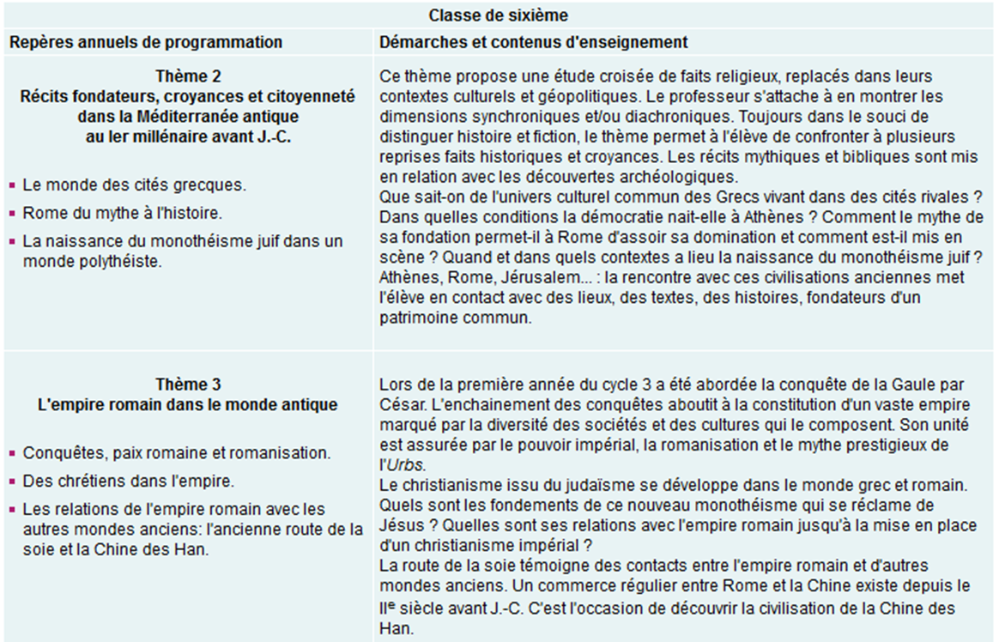 Classe de sixième
Repères annuels de programmation
Démarches et contenus d'enseignement
Thème 2
Récits fondateurs, croyances et citoyenneté
dans la Méditerranée antique
au Ier millénaire avant J.-C.
▪ Le monde des cités grecques.
▪ Rome du mythe à l'histoire.
▪ La naissance du monothéisme juif dans un
monde polythéiste.
Ce thème propose une étude croisée de faits religieux, replacés dans leurs
contextes culturels et géopolitiques. Le professeur s'attache à en montrer les
dimensions synchroniques et/ou diachroniques. Toujours dans le souci de
distinguer histoire et fiction, le thème permet à l'élève de confronter à plusieurs
reprises faits historiques et croyances. Les récits mythiques et bibliques sont mis
en relation avec les découvertes archéologiques.
Que sait-on de l'univers culturel commun des Grecs vivant dans des cités rivales ?
Dans quelles conditions la démocratie nait-elle à Athènes ? Comment le mythe de
sa fondation permet-il à Rome d'assoir sa domination et comment est-il mis en
scène ? Quand et dans quels contextes a lieu la naissance du monothéisme juif ?
Athènes, Rome, Jérusalem... : la rencontre avec ces civilisations anciennes met
l'élève en contact avec des lieux, des textes, des histoires, fondateurs d'un
patrimoine commun.
Thème 3
L'empire romain dans le monde antique
▪ Conquêtes, paix romaine et romanisation.
▪ Des chrétiens dans l'empire.
▪ Les relations de l'empire romain avec les
autres mondes anciens: l'ancienne route de la
soie et la Chine des Han.
Lors de la première année du cycle 3 a été abordée la conquête de la Gaule par
César. L'enchainement des conquêtes aboutit à la constitution d'un vaste empire
marqué par la diversité des sociétés et des cultures qui le composent. Son unité
est assurée par le pouvoir impérial, la romanisation et le mythe prestigieux de
l'Urbs.
Le christianisme issu du judaïsme se développe dans le monde grec et romain.
Quels sont les fondements de ce nouveau monothéisme qui se réclame de
Jésus ? Quelles sont ses relations avec l'empire romain jusqu'à la mise en place
d'un christianisme impérial ?
La route de la soie témoigne des contacts entre l'empire romain et d'autres
mondes anciens. Un commerce régulier entre Rome et la Chine existe depuis le
IIe siècle avant J.-C. C'est l'occasion de découvrir la civilisation de la Chine des
Han.